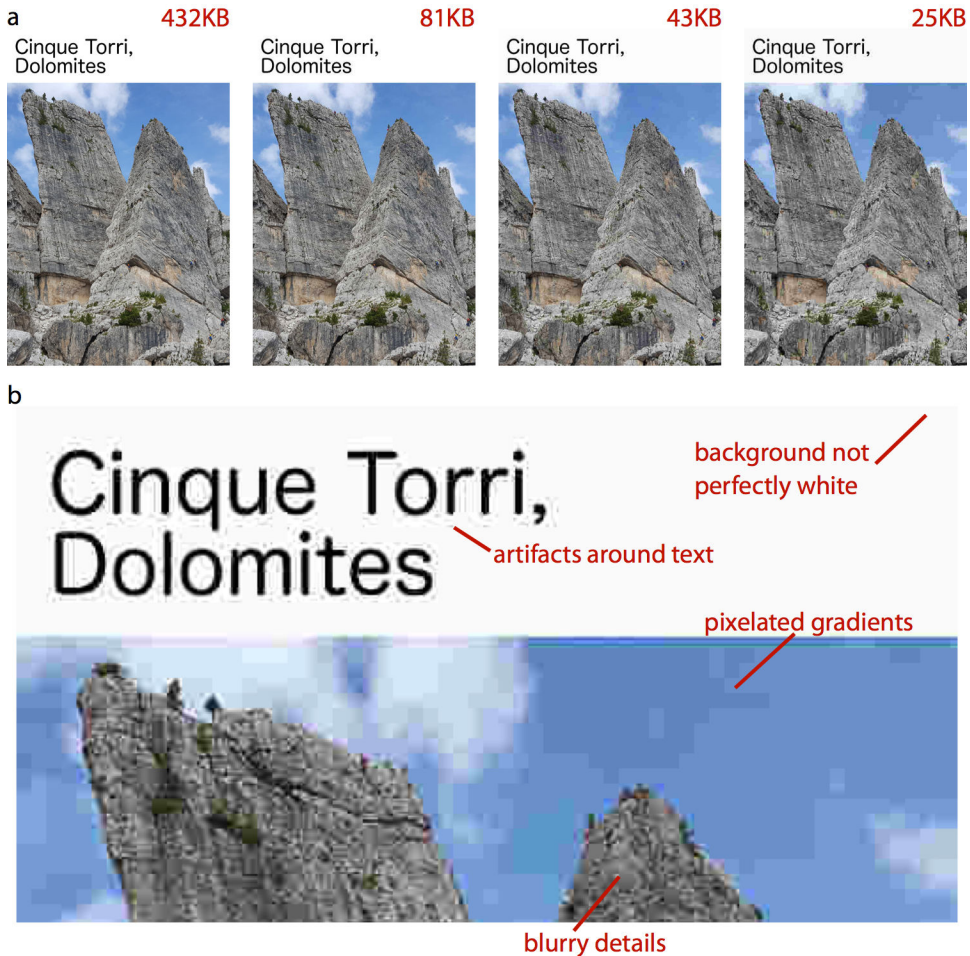 a
432KB
81KB
43KB
25KB
Cinque Torri,
Dolomites
Cinque Torri,
Dolomites
Cinque Torri,
Dolomites
Cinque Torri,
Dolomites
b
background not
perfectly white
Cinque Torri,
Dolomites
artifacts around text
pixelated gradients
blurry details